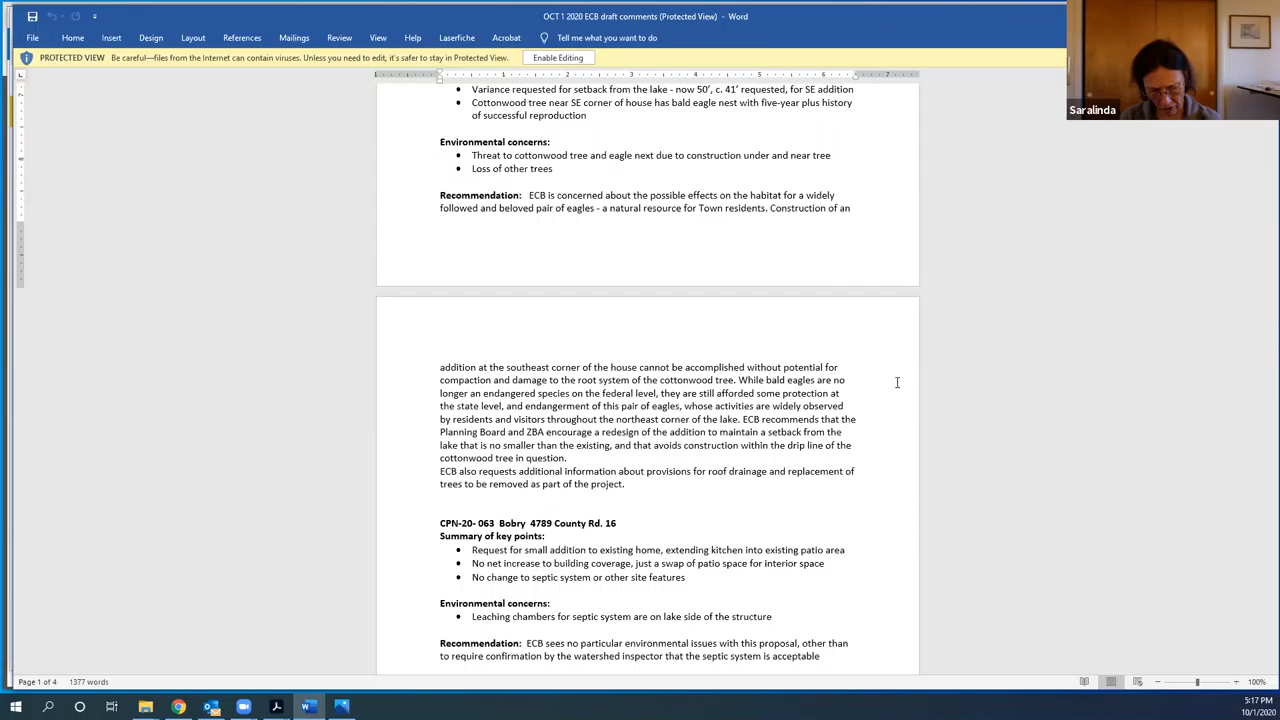 OCT 1 2020 ECB draft comments (Protected View) - Word
File Home Insert Design Layout References Mailings Review View Help Laserfiche Acrobat Tell me what you want to do
PROTECTED VIEW Be careful—files from the Internet can contain viruses. Unless you need to edit, it's safer to stay in Protected View. Enable Editing
1 1 2 3 4 5 6 7
Saralinda
• Variance requested for setback from the lake - now 50', c. 41' requested, for SE addition
• Cottonwood tree near SE corner of house has bald eagle nest with five-year plus history
of successful reproduction
Environmental concerns:
• Threat to cottonwood tree and eagle next due to construction under and near tree
• Loss of other trees
Recommendation: ECB is concerned about the possible effects on the habitat for a widely
followed and beloved pair of eagles - a natural resource for Town residents. Construction of an
addition at the southeast corner of the house cannot be accomplished without potential for
compaction and damage to the root system of the cottonwood tree. While bald eagles are no
longer an endangered species on the federal level, they are still afforded some protection at
the state level, and endangerment of this pair of eagles, whose activities are widely observed
by residents and visitors throughout the northeast corner of the lake. ECB recommends that the
Planning Board and ZBA encourage a redesign of the addition to maintain a setback from the
lake that is no smaller than the existing, and that avoids construction within the drip line of the
cottonwood tree in question.
ECB also requests additional information about provisions for roof drainage and replacement of
trees to be removed as part of the project.
CPN-20- 063 Bobry 4789 County Rd. 16
Summary of key points:
• Request for small addition to existing home, extending kitchen into existing patio area
• No net increase to building coverage, just a swap of patio space for interior space
• No change to septic system or other site features
Environmental concerns:
• Leaching chambers for septic system are on lake side of the structure
Recommendation: ECB sees no particular environmental issues with this proposal, other than
to require confirmation by the watershed inspector that the septic system is acceptable
Page 1 of 4 1377 words 100%
5:17 PM
10/1/2020